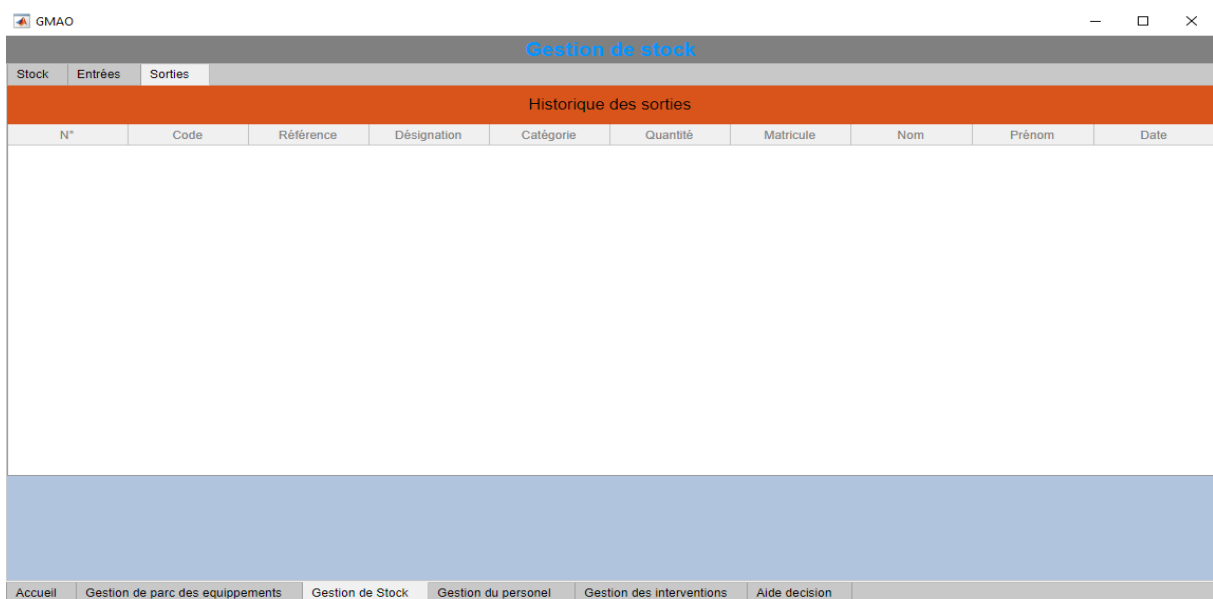 GMAO
Gestion de stock
Stock Entrées Sorties
Historique des sorties
N° Code Référence Désignation Catégorie Quantité Matricule Nom Prénom Date
Accueil Gestion de parc des equippements Gestion de Stock Gestion du personel Gestion des interventions Aide decision